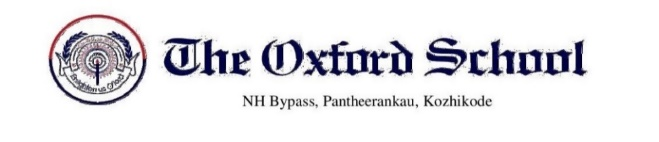 The Oxford School
NH Bypass, Pantheerankau, Kozhikode